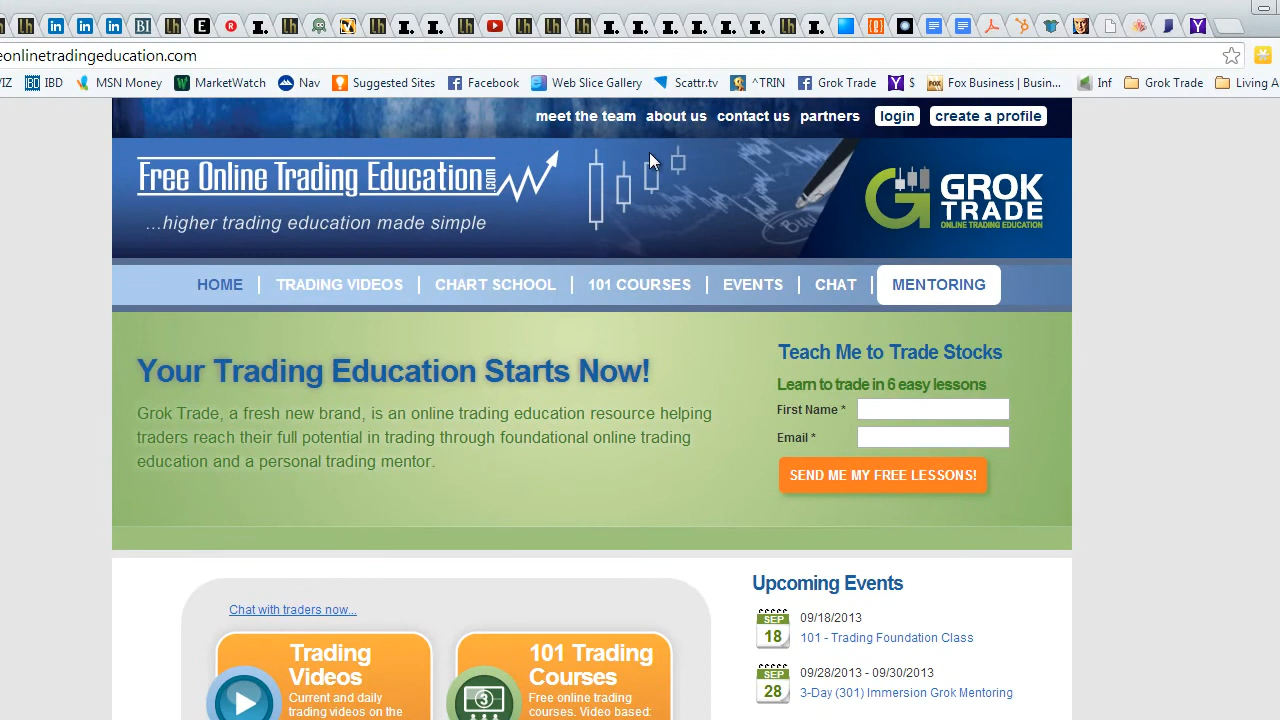 eonlinetradingeducation.com
VIZ IBD MSN Money MarketWatch Nav Suggested Sites Facebook Web Slice Gallery Scattr.tv ^TRIN Grok Trade $ Fox Business | Busin... Inf Grok Trade Living A
meet the team about us contact us partners login create a profile
Free Online Trading Education.com
...higher trading education made simple
GROK
TRADE
ONLINE TRADING EDUCATION
HOME TRADING VIDEOS CHART SCHOOL 101 COURSES EVENTS CHAT MENTORING
Your Trading Education Starts Now!
Grok Trade, a fresh new brand, is an online trading education resource helping
traders reach their full potential in trading through foundational online trading
education and a personal trading mentor.
Teach Me to Trade Stocks
Learn to trade in 6 easy lessons
First Name *
Email *
SEND ME MY FREE LESSONS!
Chat with traders now...
Trading
Videos
Current and daily
trading videos on the
101 Trading
Courses
Free online trading
courses. Video based:
Upcoming Events
SEP
18
09/18/2013
101 - Trading Foundation Class
SEP
28
09/28/2013 - 09/30/2013
3-Day (301) Immersion Grok Mentoring